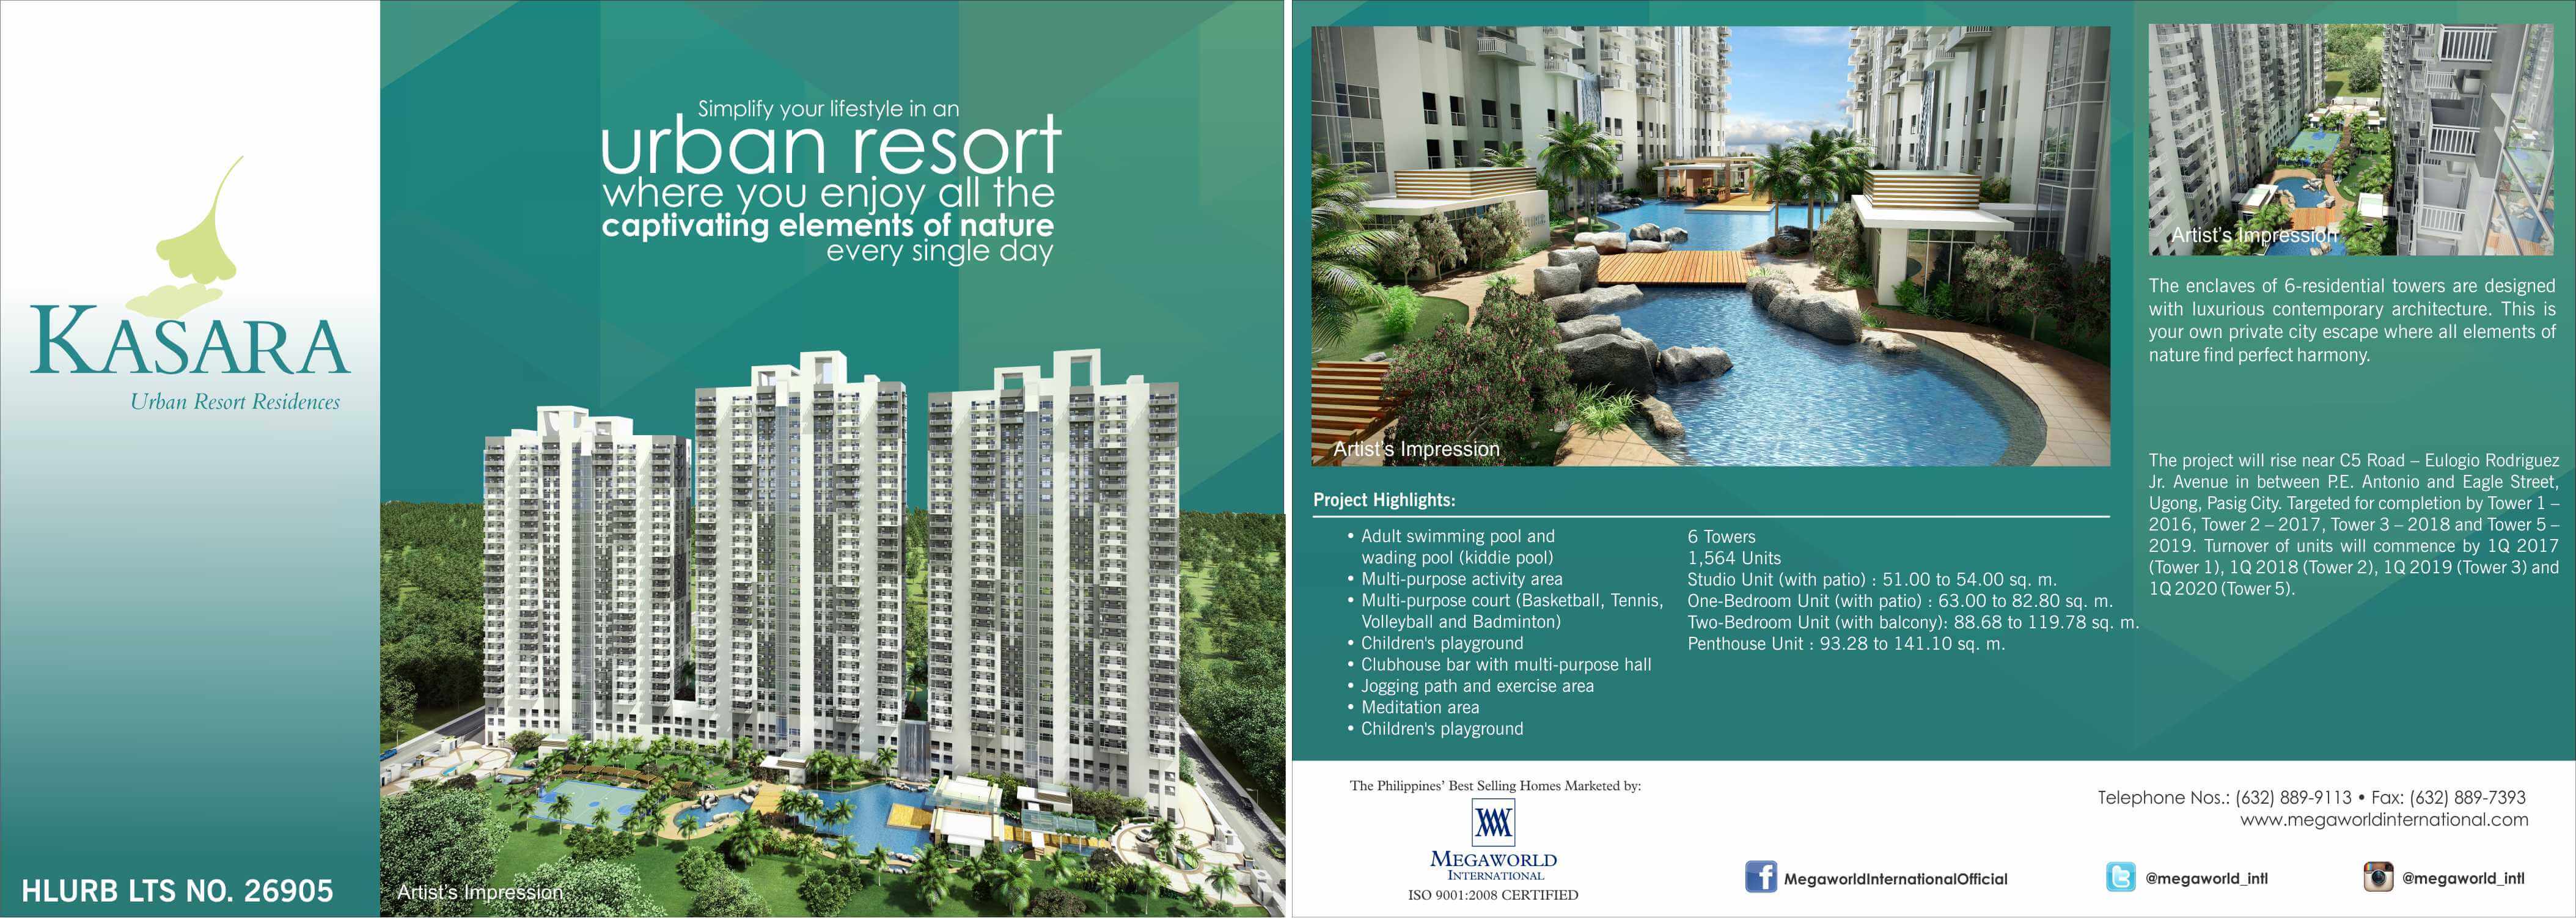 KASARA
Urban Resort Residences
HLURB LTS NO. 26905
Simplify your lifestyle in an
urban resort
where you enjoy all the
captivating elements of nature
every single day
Artist's Impression
Artist's Impression
Artist's Impression
The enclaves of 6-residential towers are designed
with luxurious contemporary architecture. This is
your own private city escape where all elements of
nature find perfect harmony.
The project will rise near C5 Road – Eulogio Rodriguez
Jr. Avenue in between P.E. Antonio and Eagle Street,
Ugong, Pasig City. Targeted for completion by Tower 1 –
2016, Tower 2 – 2017, Tower 3 – 2018 and Tower 5 –
2019. Turnover of units will commence by 1Q 2017
(Tower 1), 1Q 2018 (Tower 2), 1Q 2019 (Tower 3) and
1Q 2020 (Tower 5).
Project Highlights:
• Adult swimming pool and
wading pool (kiddie pool)
• Multi-purpose activity area
• Multi-purpose court (Basketball, Tennis,
Volleyball and Badminton)
• Children's playground
• Clubhouse bar with multi-purpose hall
• Jogging path and exercise area
• Meditation area
• Children's playground
6 Towers
1,564 Units
Studio Unit (with patio) : 51.00 to 54.00 sq. m.
One-Bedroom Unit (with patio) : 63.00 to 82.80 sq. m.
Two-Bedroom Unit (with balcony): 88.68 to 119.78 sq. m.
Penthouse Unit : 93.28 to 141.10 sq. m.
The Philippines' Best Selling Homes Marketed by:
MEGAWORLD
INTERNATIONAL
ISO 9001:2008 CERTIFIED
Telephone Nos.: (632) 889-9113 • Fax: (632) 889-7393
www.megaworldinternational.com
MegaworldInternationalOfficial
@megaworld_intl
@megaworld_intl